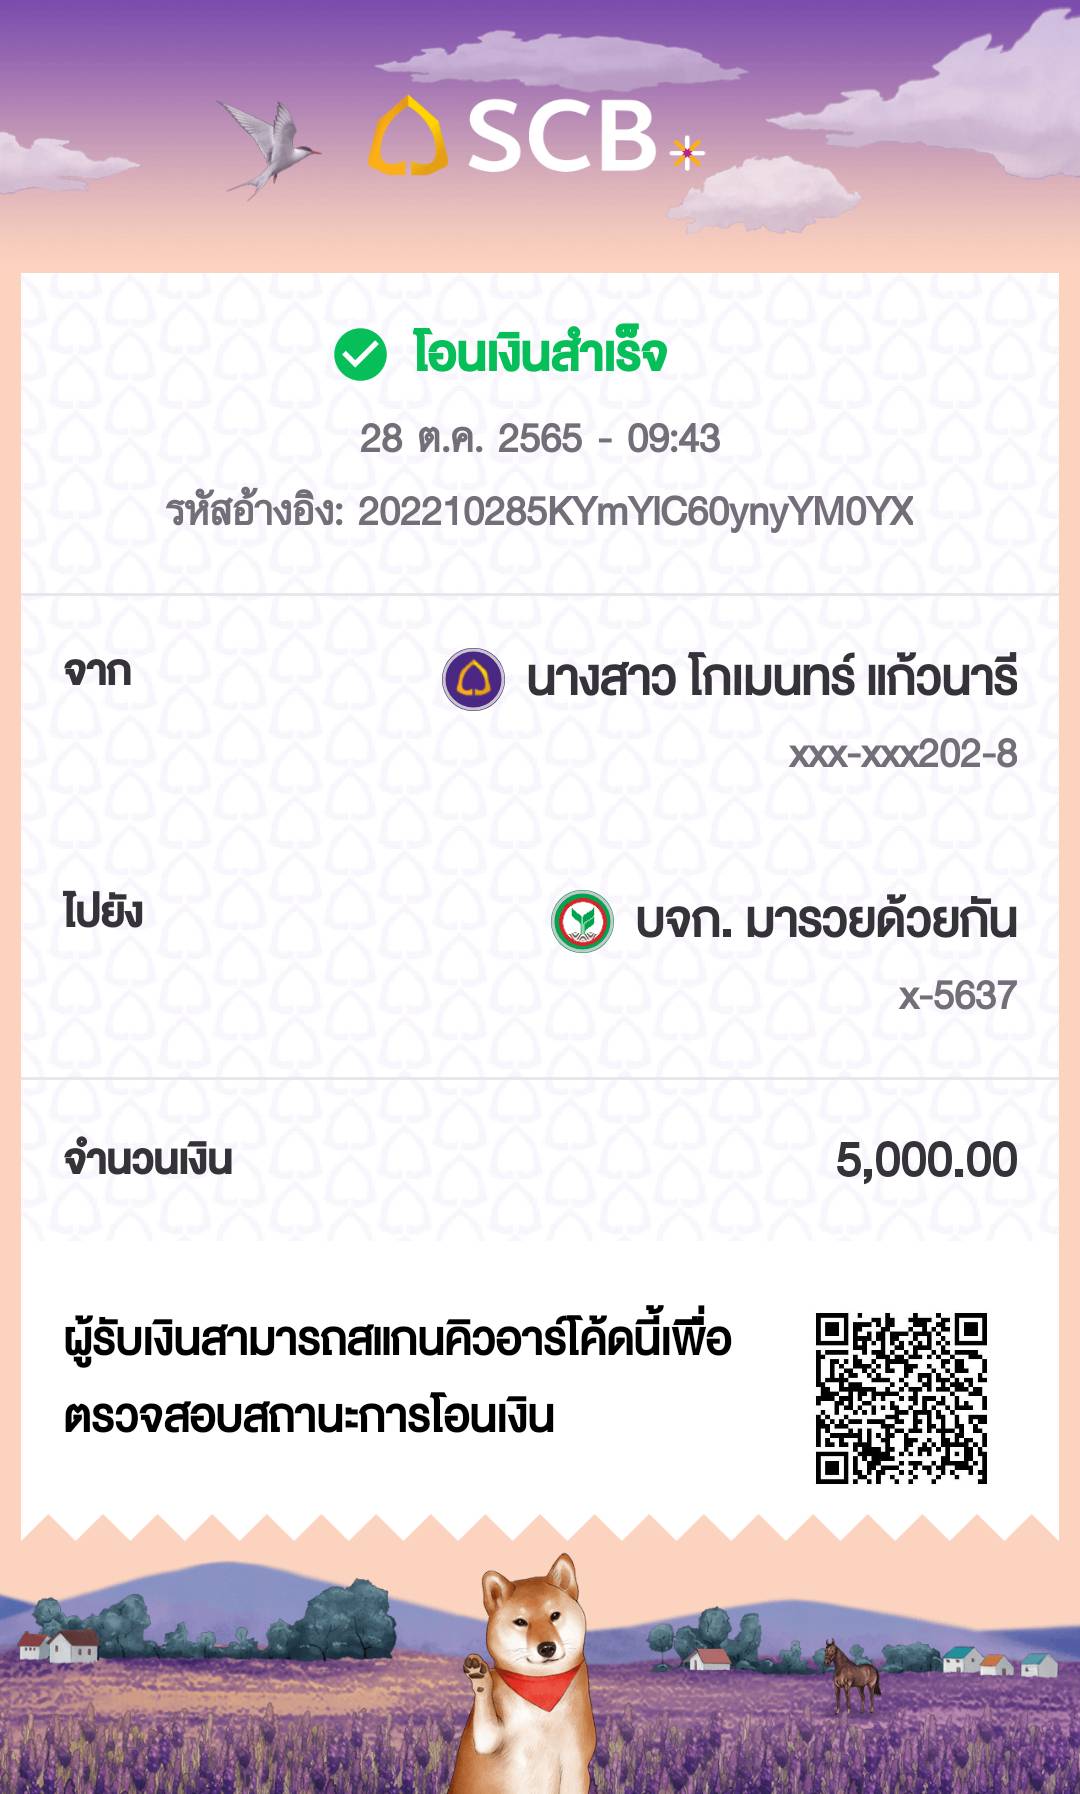 SCB
โอนเงินสำเร็จ
28 ต.ค. 2565 - 09:43
รหัสอ้างอิง: 202210285KYmYIC60ynyYM0YX
จาก
นางสาว โกเมนทร์ แก้วนารี
xxx-xxx202-8
ไปยัง
บจก. มารวยด้วยกัน
x-5637
จำนวนเงิน
5,000.00
ผู้รับเงินสามารถสแกนคิวอาร์โค้ดนี้เพื่อ
ตรวจสอบสถานะการโอนเงิน